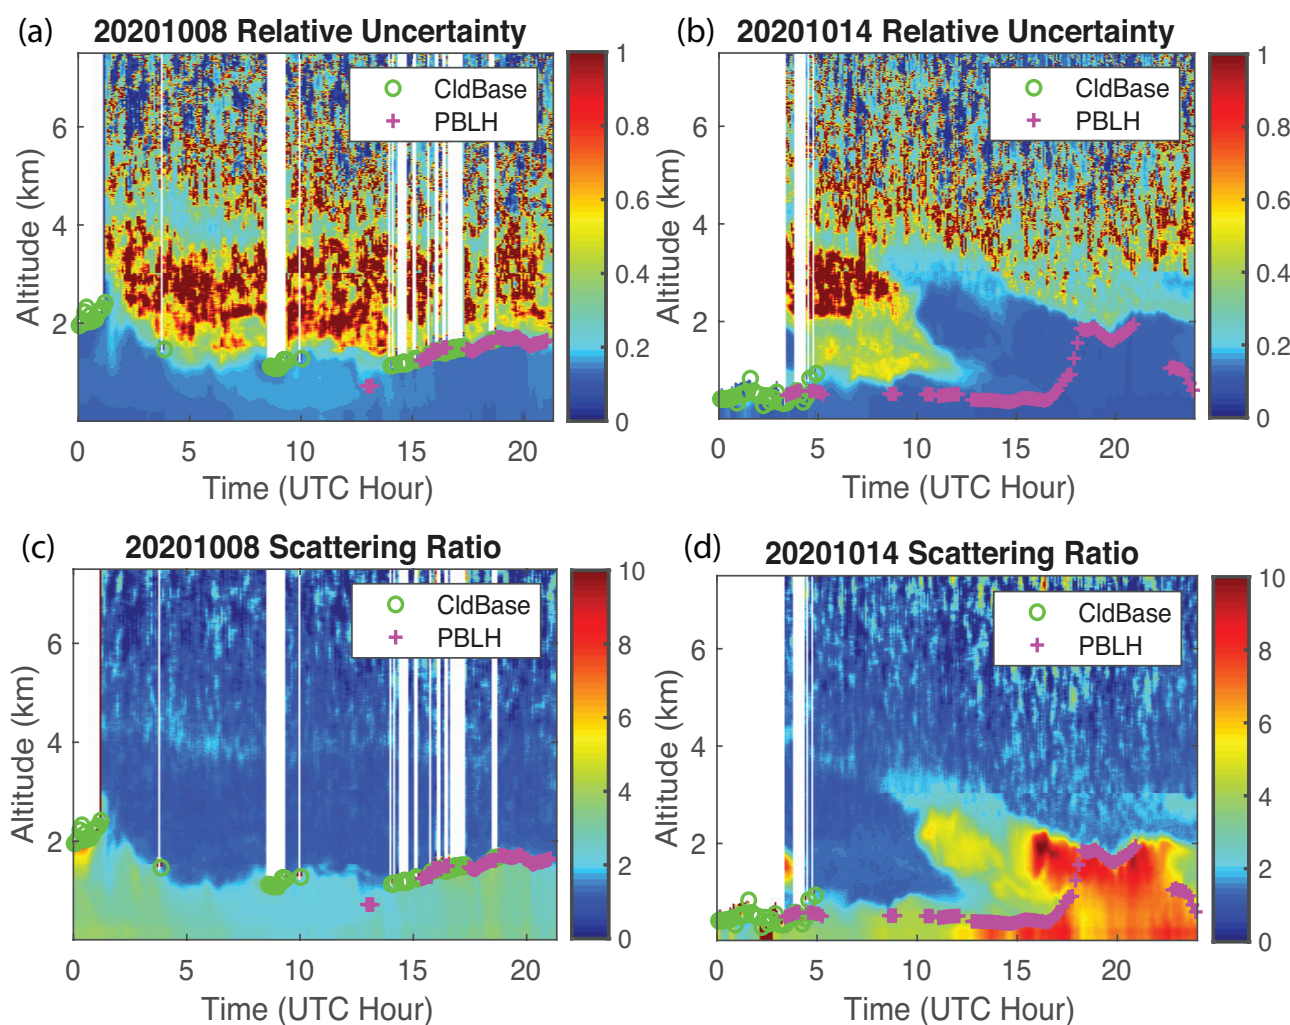 (a) 20201008 Relative Uncertainty
CldBase
PBLH
Altitude (km)
6
4
2
0
0 5 10 15 20
Time (UTC Hour)
1
0.8
0.6
0.4
0.2
0
(b) 20201014 Relative Uncertainty
CldBase
PBLH
Altitude (km)
6
4
2
0
0 5 10 15 20
Time (UTC Hour)
1
0.8
0.6
0.4
0.2
0
(c) 20201008 Scattering Ratio
CldBase
PBLH
Altitude (km)
6
4
2
0
0 5 10 15 20
Time (UTC Hour)
10
8
6
4
2
0
(d) 20201014 Scattering Ratio
CldBase
PBLH
Altitude (km)
6
4
2
0
0 5 10 15 20
Time (UTC Hour)
10
8
6
4
2
0